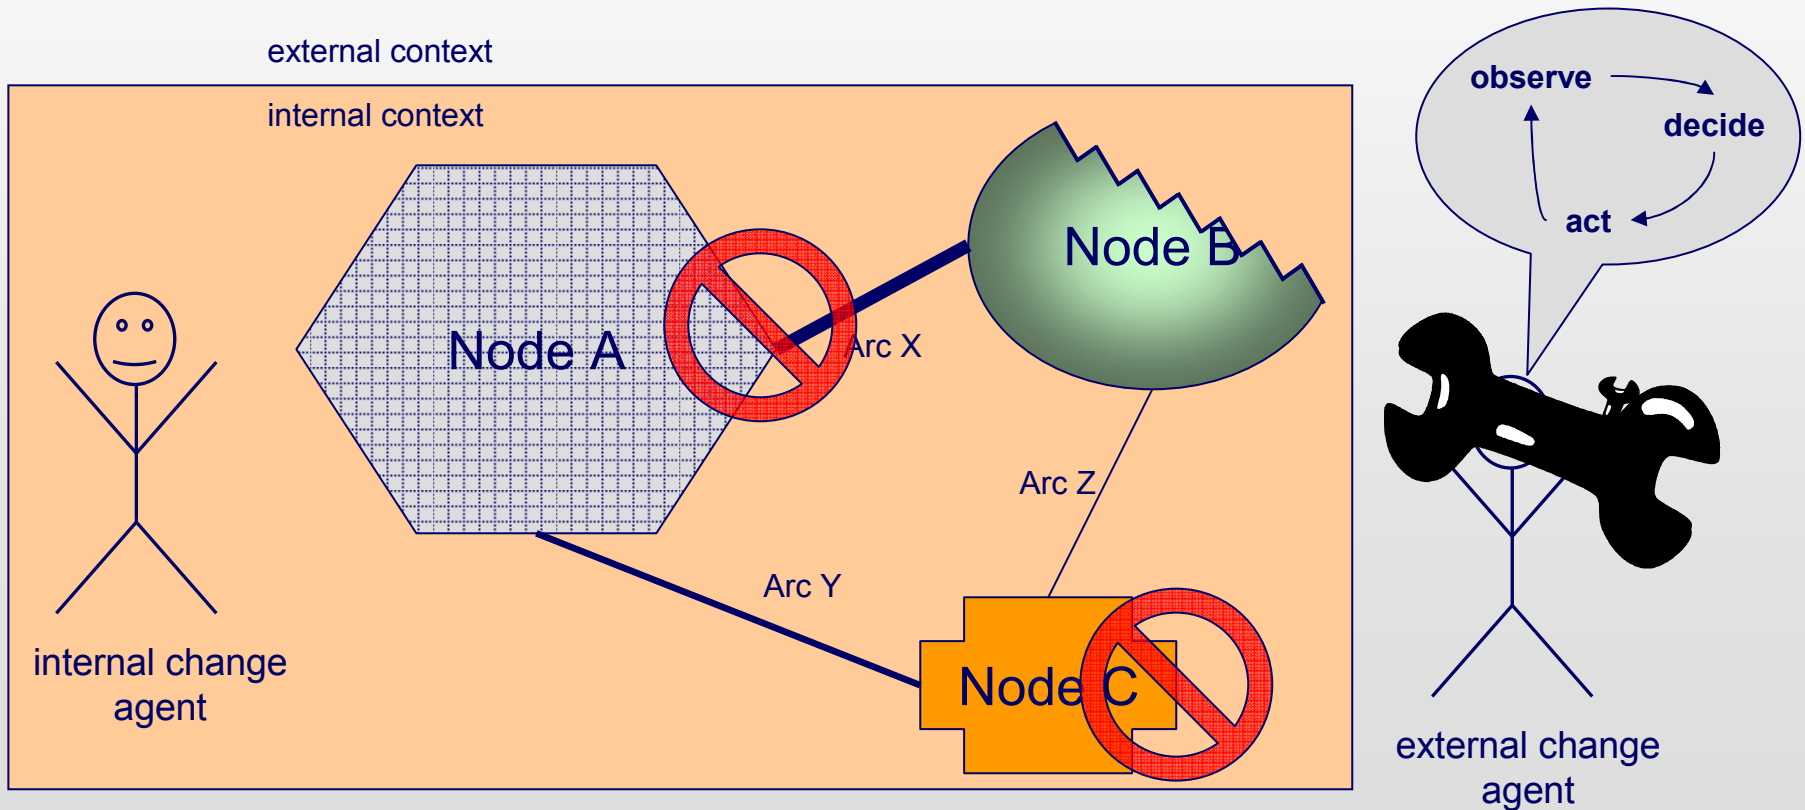 external context
internal context
observe
decide
act
Node A
Node B
Arc X
Arc Z
Arc Y
Node C
internal change
agent
external change
agent